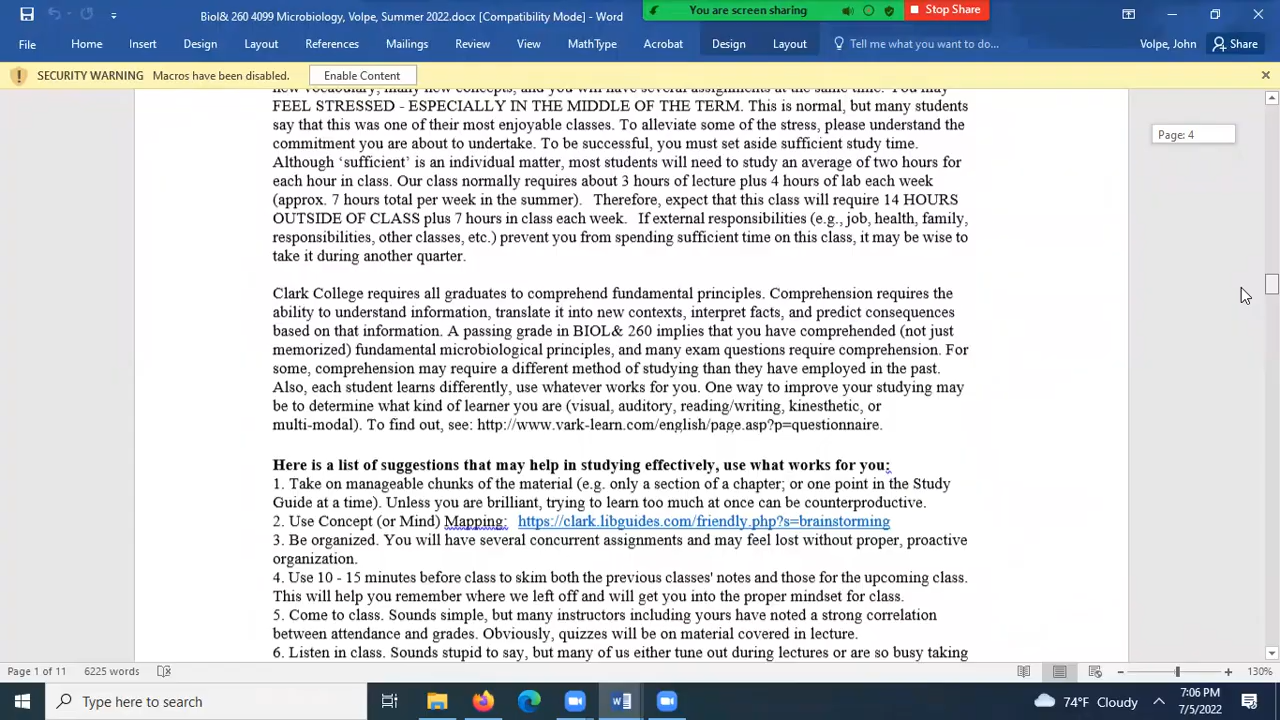 Biol& 260 4099 Microbiology, Volpe, Summer 2022.docx [Compatibility Mode] - Word
You are screen sharing
Stop Share
File Home Insert Design Layout References Mailings Review View MathType Acrobat Design Layout Tell me what you want to do... Volpe, John Share
SECURITY WARNING Macros have been disabled. Enable Content
new vocabulary, many new concepts, and you will have several assignments at the same time. You may
FEEL STRESSED - ESPECIALLY IN THE MIDDLE OF THE TERM. This is normal, but many students
say that this was one of their most enjoyable classes. To alleviate some of the stress, please understand the
commitment you are about to undertake. To be successful, you must set aside sufficient study time.
Although ‘sufficient’ is an individual matter, most students will need to study an average of two hours for
each hour in class. Our class normally requires about 3 hours of lecture plus 4 hours of lab each week
(approx. 7 hours total per week in the summer). Therefore, expect that this class will require 14 HOURS
OUTSIDE OF CLASS plus 7 hours in class each week. If external responsibilities (e.g., job, health, family,
responsibilities, other classes, etc.) prevent you from spending sufficient time on this class, it may be wise to
take it during another quarter.
Clark College requires all graduates to comprehend fundamental principles. Comprehension requires the
ability to understand information, translate it into new contexts, interpret facts, and predict consequences
based on that information. A passing grade in BIOL& 260 implies that you have comprehended (not just
memorized) fundamental microbiological principles, and many exam questions require comprehension. For
some, comprehension may require a different method of studying than they have employed in the past.
Also, each student learns differently, use whatever works for you. One way to improve your studying may
be to determine what kind of learner you are (visual, auditory, reading/writing, kinesthetic, or
multi-modal). To find out, see: http://www.vark-learn.com/english/page.asp?p=questionnaire.
Here is a list of suggestions that may help in studying effectively, use what works for you:
1. Take on manageable chunks of the material (e.g. only a section of a chapter; or one point in the Study
Guide at a time). Unless you are brilliant, trying to learn too much at once can be counterproductive.
2. Use Concept (or Mind) Mapping: https://clark.libguides.com/friendly.php?s=brainstorming
3. Be organized. You will have several concurrent assignments and may feel lost without proper, proactive
organization.
4. Use 10 - 15 minutes before class to skim both the previous classes' notes and those for the upcoming class.
This will help you remember where we left off and will get you into the proper mindset for class.
5. Come to class. Sounds simple, but many instructors including yours have noted a strong correlation
between attendance and grades. Obviously, quizzes will be on material covered in lecture.
6. Listen in class. Sounds stupid to say, but many of us either tune out during lectures or are so busy taking
Page: 4
Page 1 of 11 6225 words 130%
Type here to search 74°F Cloudy 7:06 PM
7/5/2022